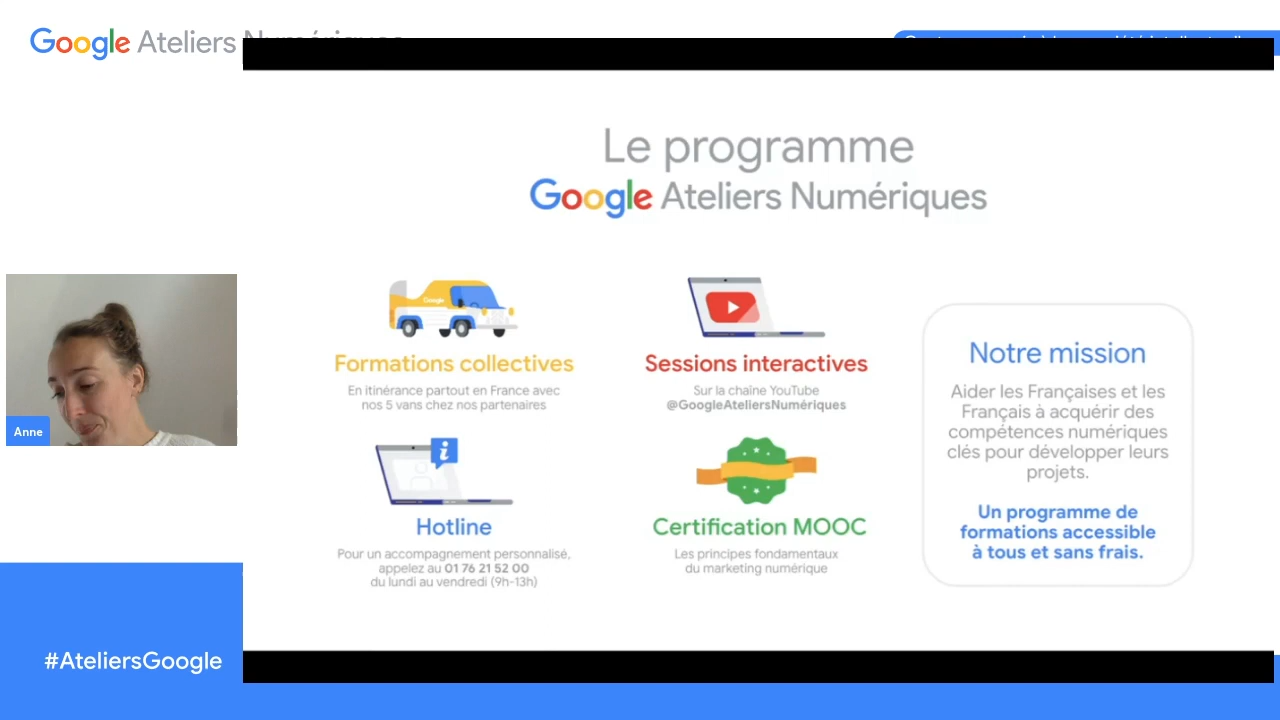 Google Ateliers
Le programme
Google Ateliers Numériques
Google
Formations collectives
En itinérance partout en France avec
nos 5 vans chez nos partenaires
Sessions interactives
Sur la chaîne YouTube
@GoogleAteliersNumériques
Hotline
Pour un accompagnement personnalisé,
appelez au 01 76 21 52 00
du lundi au vendredi (9h-13h)
Certification MOOC
Les principes fondamentaux
du marketing numérique
Notre mission
Aider les Françaises et les
Français à acquérir des
compétences numériques
clés pour développer leurs
projets.
Un programme de
formations accessible
à tous et sans frais.
Anne
#AteliersGoogle